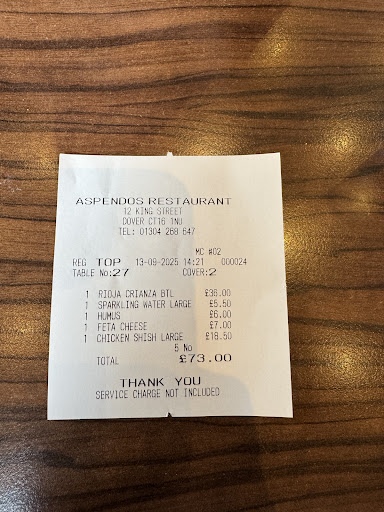 ASPENDOS RESTAURANT
12 KING STREET
DOVER CT16 1NU
TEL: 01304 268 647
MC #02
REG TOP 13-09-2025 14:21 000024
TABLE No:27 COVER:2
1 RIOJA CRIANZA BTL £36.00
1 SPARKLING WATER LARGE £5.50
1 HUMUS £6.00
1 FETA CHEESE £7.00
1 CHICKEN SHISH LARGE £18.50
5 No
TOTAL £73.00
THANK YOU
SERVICE CHARGE NOT INCLUDED